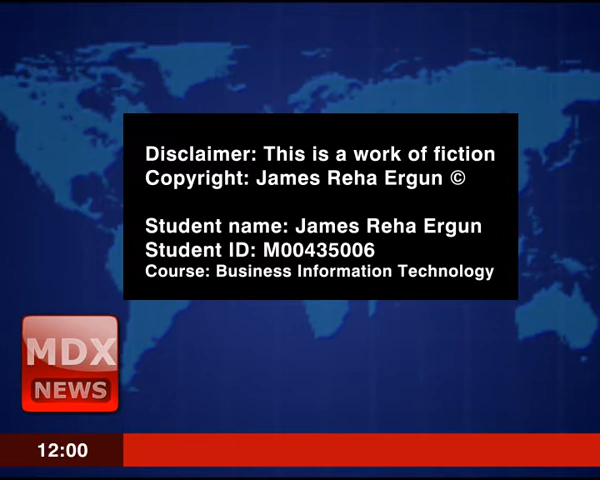 Disclaimer: This is a work of fiction
Copyright: James Reha Ergun ©
Student name: James Reha Ergun
Student ID: M00435006
Course: Business Information Technology
MDX
NEWS
12:00